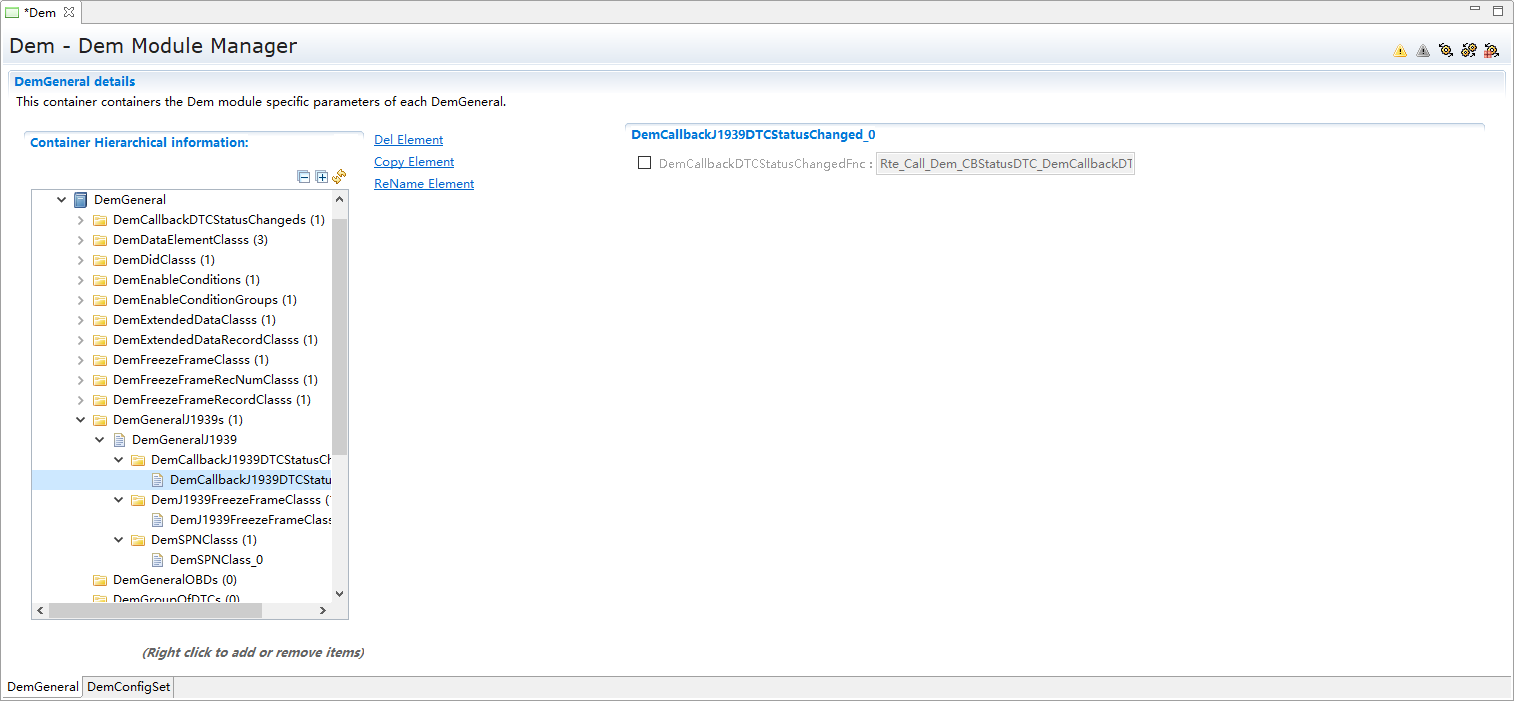 *Dem
Dem - Dem Module Manager
DemGeneral details
This container containers the Dem module specific parameters of each DemGeneral.
Container Hierarchical information:
DemGeneral
DemCallbackDTCStatusChangeds (1)
DemDataElementClasss (3)
DemDidClasss (1)
DemEnableConditions (1)
DemEnableConditionGroups (1)
DemExtendedDataClasss (1)
DemExtendedDataRecordClasss (1)
DemFreezeFrameClasss (1)
DemFreezeFrameRecNumClasss (1)
DemFreezeFrameRecordClasss (1)
DemGeneralJ1939s (1)
DemGeneralJ1939
DemCallbackJ1939DTCStatusCh
DemCallbackJ1939DTCStatu
DemJ1939FreezeFrameClasss (
DemJ1939FreezeFrameClass
DemSPNClasss (1)
DemSPNClass_0
DemGeneralOBDs (0)
DemGroupOfDTCs (0)
(Right click to add or remove items)
Del Element
Copy Element
ReName Element
DemCallbackJ1939DTCStatusChanged_0
DemCallbackDTCStatusChangedFnc : Rte_Call_Dem_CBStatusDTC_DemCallbackDT
DemGeneral DemConfigSet